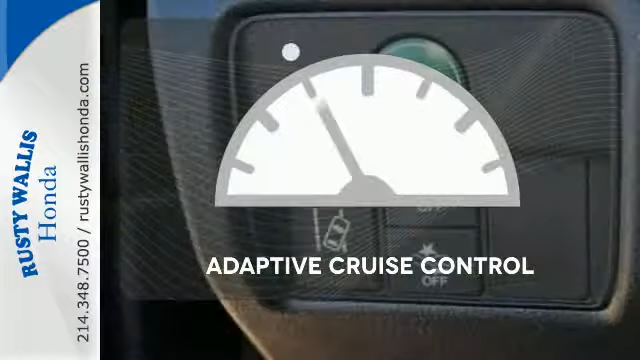 RUSTY WALLIS
Honda
214.348.7500 / rustywallishonda.com
ADAPTIVE CRUISE CONTROL
OFF